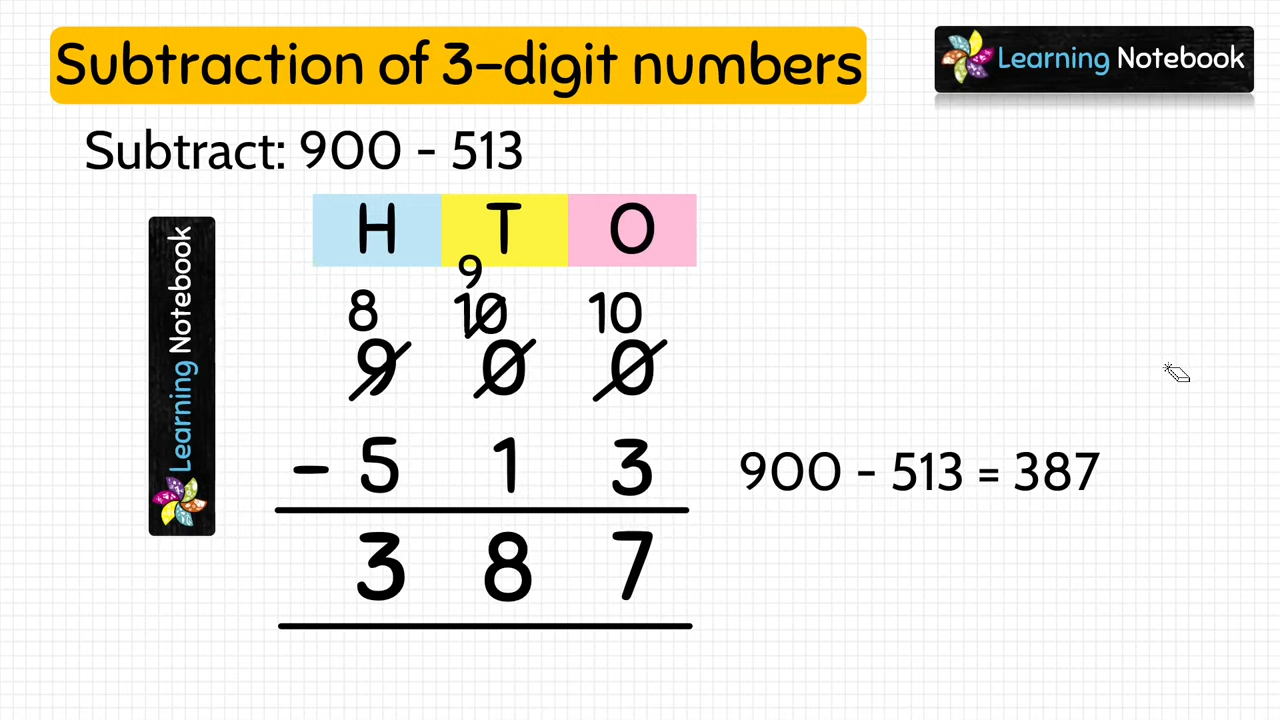 Subtraction of 3-digit numbers
Learning Notebook
Subtract: 900 - 513
Learning Notebook
H T O
9
8 10 10
9 0 0
- 5 1 3
900 - 513 = 387
3 8 7